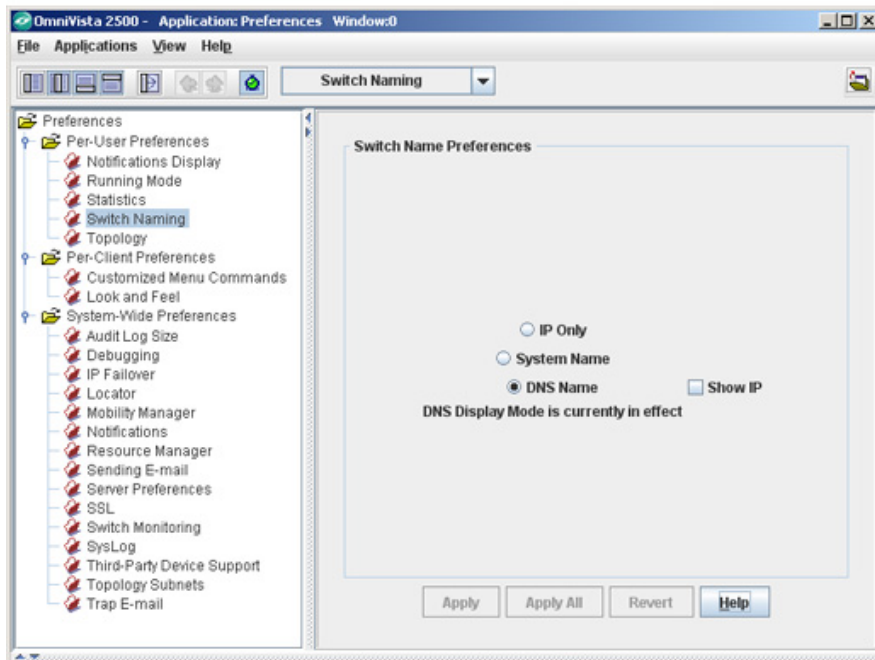 OmniVista 2500 - Application: Preferences Window:0
File Applications View Help
Switch Naming
Preferences
Per-User Preferences
Notifications Display
Running Mode
Statistics
Switch Naming
Topology
Per-Client Preferences
Customized Menu Commands
Look and Feel
System-Wide Preferences
Audit Log Size
Debugging
IP Failover
Locator
Mobility Manager
Notifications
Resource Manager
Sending E-mail
Server Preferences
SSL
Switch Monitoring
SysLog
Third-Party Device Support
Topology Subnets
Trap E-mail
Switch Name Preferences
IP Only
System Name
DNS Name Show IP
DNS Display Mode is currently in effect
Apply Apply All Revert Help